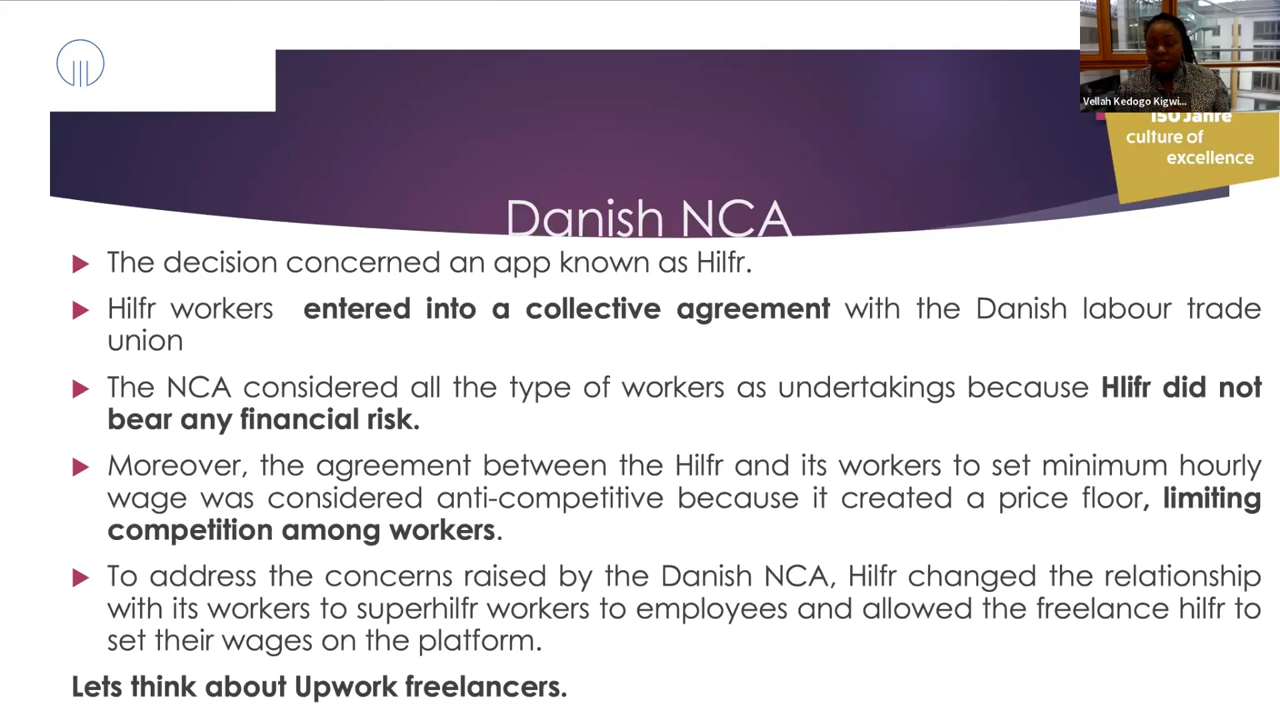 Vellah Kedogo Kigwi...
150 Jahre
culture of
excellence
Danish NCA
The decision concerned an app known as Hilfr.
Hilfr workers entered into a collective agreement with the Danish labour trade
union
The NCA considered all the type of workers as undertakings because Hlifr did not
bear any financial risk.
Moreover, the agreement between the Hilfr and its workers to set minimum hourly
wage was considered anti-competitive because it created a price floor, limiting
competition among workers.
To address the concerns raised by the Danish NCA, Hilfr changed the relationship
with its workers to superhilfr workers to employees and allowed the freelance hilfr to
set their wages on the platform.
Lets think about Upwork freelancers.